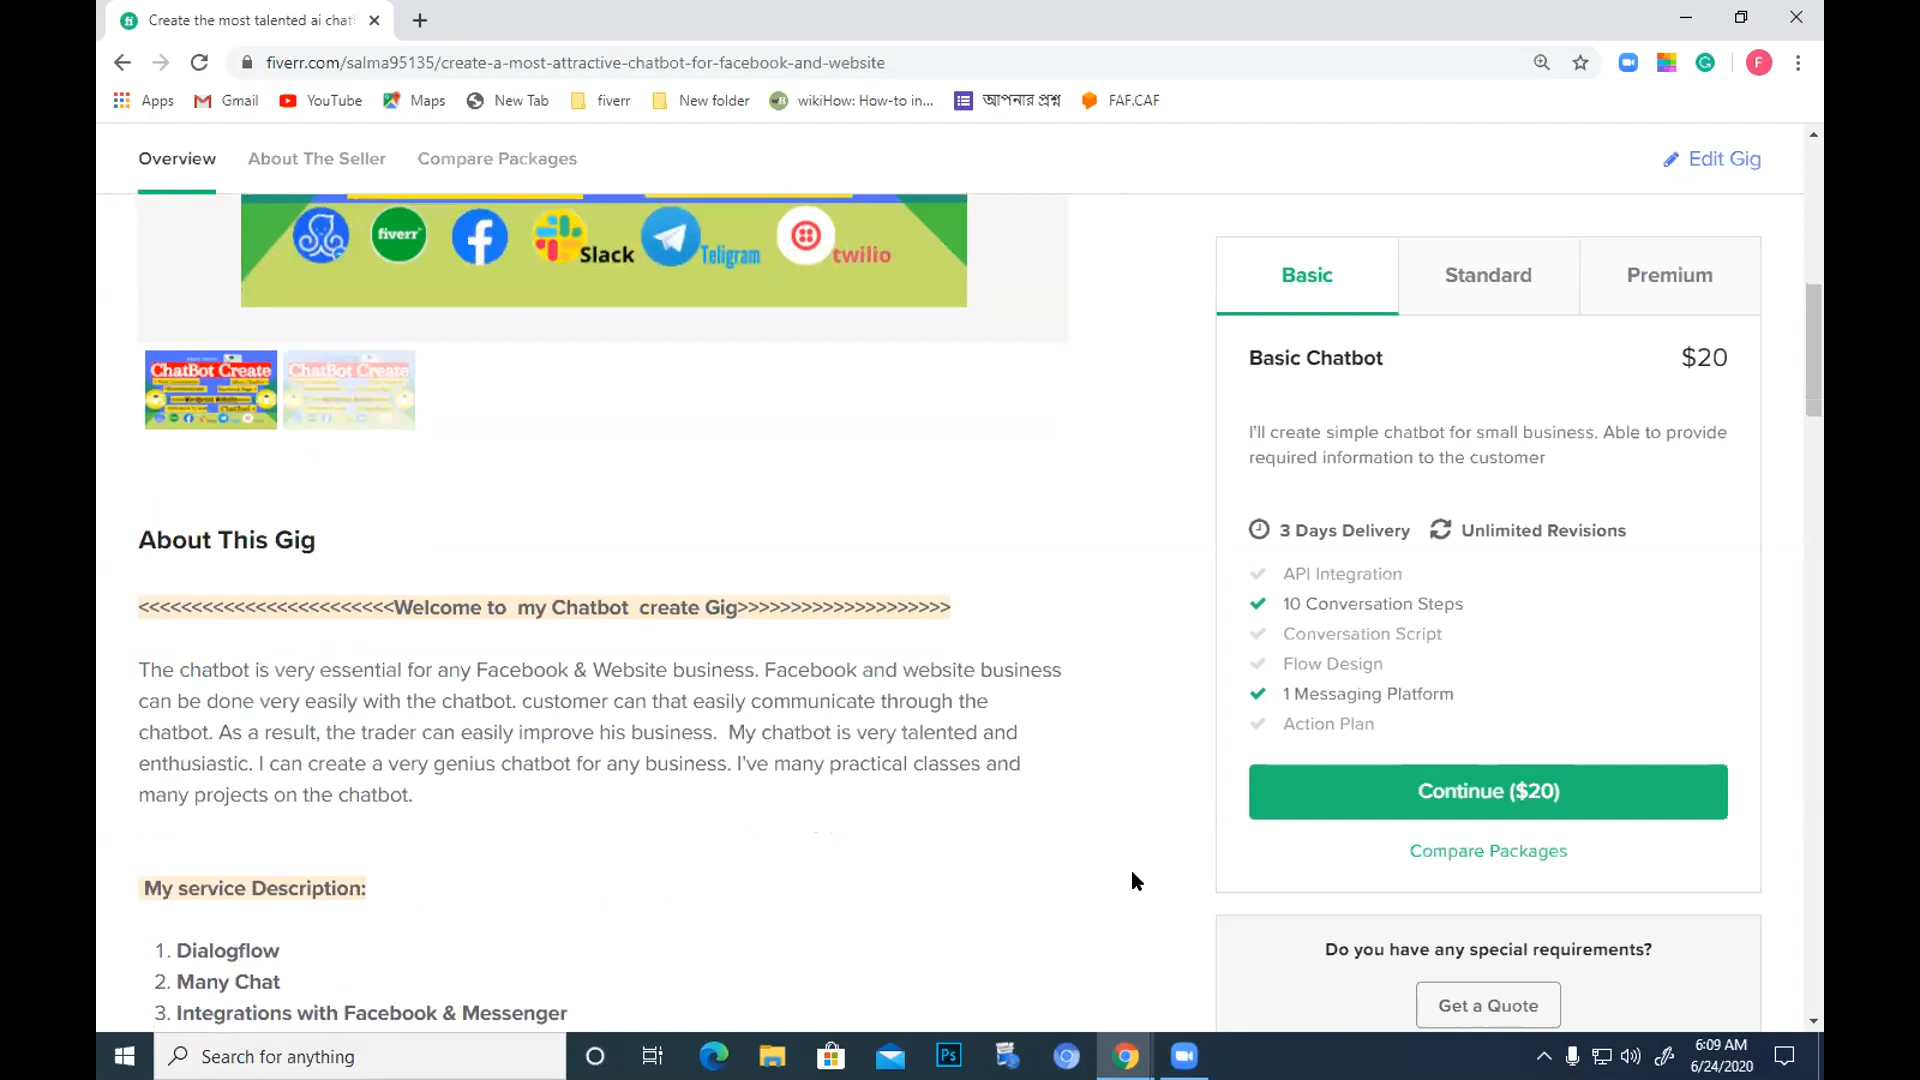 Create the most talented ai chat
fiverr.com/salma95135/create-a-most-attractive-chatbot-for-facebook-and-website
F
Apps Gmail YouTube Maps New Tab fiverr New folder wikiHow: How-to in... আপনার প্রশ্ন FAF.CAF
Overview About The Seller Compare Packages
Edit Gig
fiverr Slack Teligram twilio
ChatBot Create
ChatBot Create
Basic Standard Premium
Basic Chatbot $20
I'll create simple chatbot for small business. Able to provide
required information to the customer
3 Days Delivery Unlimited Revisions
API Integration
10 Conversation Steps
Conversation Script
Flow Design
1 Messaging Platform
Action Plan
Continue ($20)
Compare Packages
Do you have any special requirements?
Get a Quote
About This Gig
<<<<<<<<<<<<<<<<<<<<<<<<Welcome to  my Chatbot  create Gig>>>>>>>>>>>>>>>>>>>>
The chatbot is very essential for any Facebook & Website business. Facebook and website business
can be done very easily with the chatbot. customer can that easily communicate through the
chatbot. As a result, the trader can easily improve his business.  My chatbot is very talented and
enthusiastic. I can create a very genius chatbot for any business. I've many practical classes and
many projects on the chatbot.
My service Description:
1. Dialogflow
2. Many Chat
3. Integrations with Facebook & Messenger
Search for anything
Ps
6:09 AM
6/24/2020